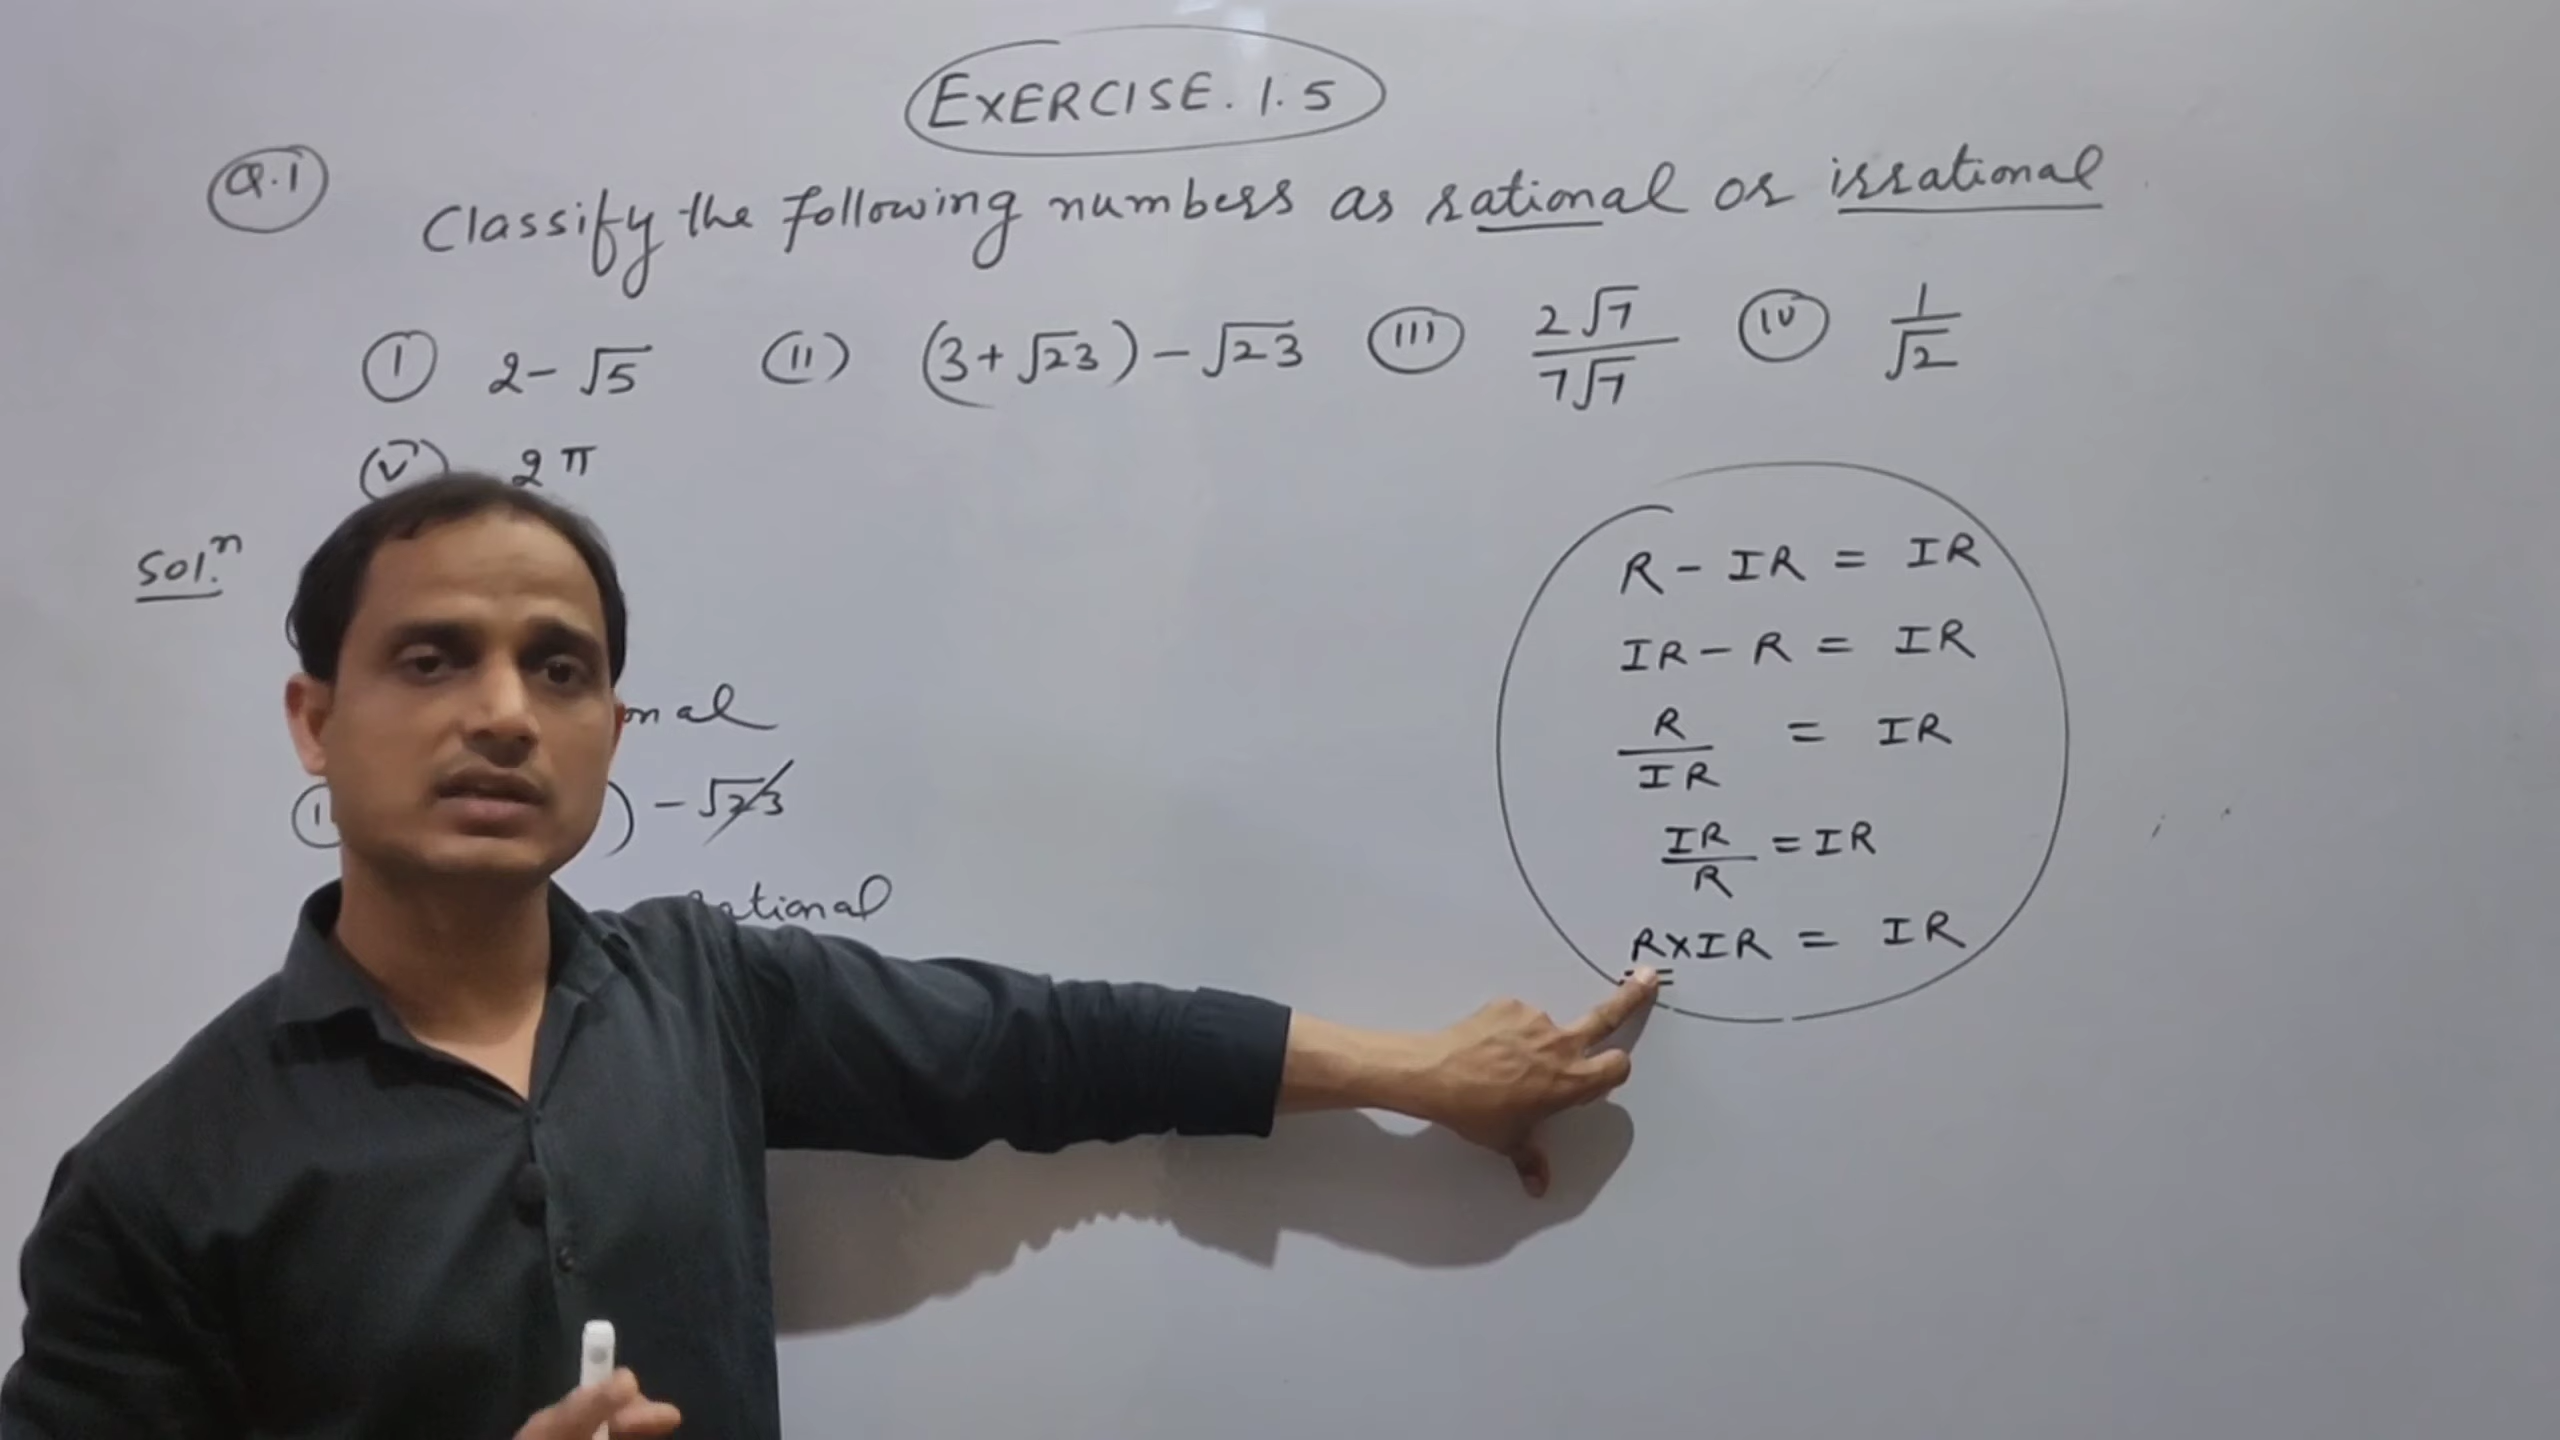 EXERCISE. 1.5
Q.1
Classify the following numbers as rational or irrational
(I) 2-√5 (II) (3+√23)-√23 (III) 2√7/7√7 (IV) 1/√2
(V) 2π
Sol.ⁿ
R - IR = IR
IR - R = IR
R/IR = IR
IR/R = IR
R×IR = IR
) - √23